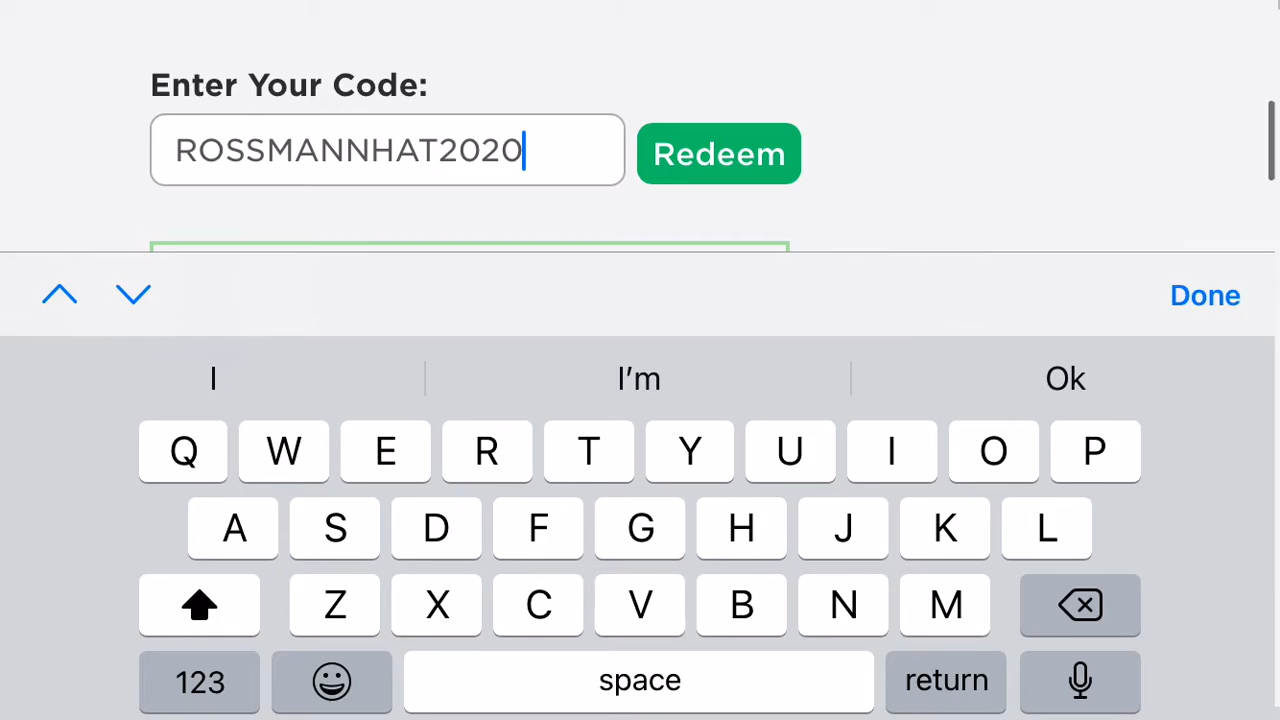 Enter Your Code:
ROSSMANNHAT2020 Redeem
Done
I I'm Ok
Q W E R T Y U I O P
A S D F G H J K L
Z X C V B N M
123 space return